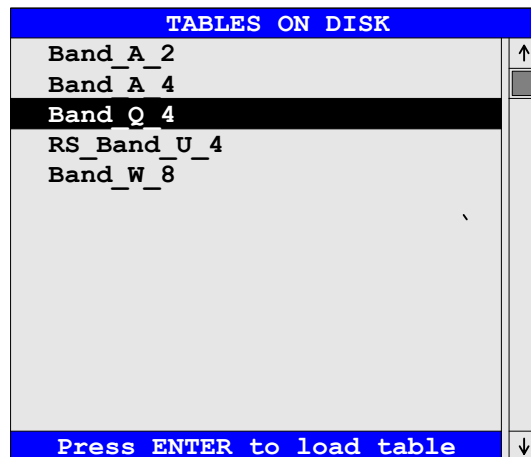 TABLES ON DISK
Band_A_2
Band_A_4
Band_Q_4
RS_Band_U_4
Band_W_8
Press ENTER to load table